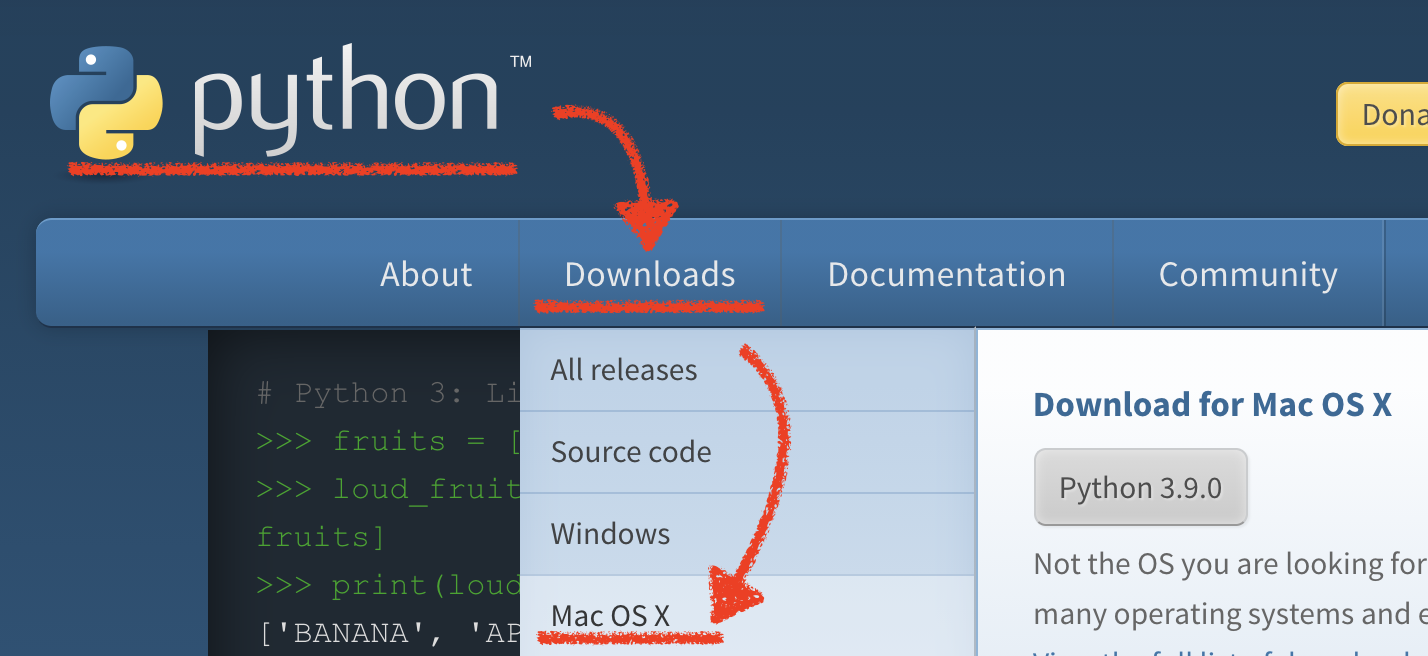 python™
Dona
About Downloads Documentation Community
All releases
Source code
Windows
Mac OS X
# Python 3: Li
>>> fruits = [
>>> loud_fruit
fruits]
>>> print(loud
['BANANA', 'AP
Download for Mac OS X
Python 3.9.0
Not the OS you are looking for
many operating systems and e